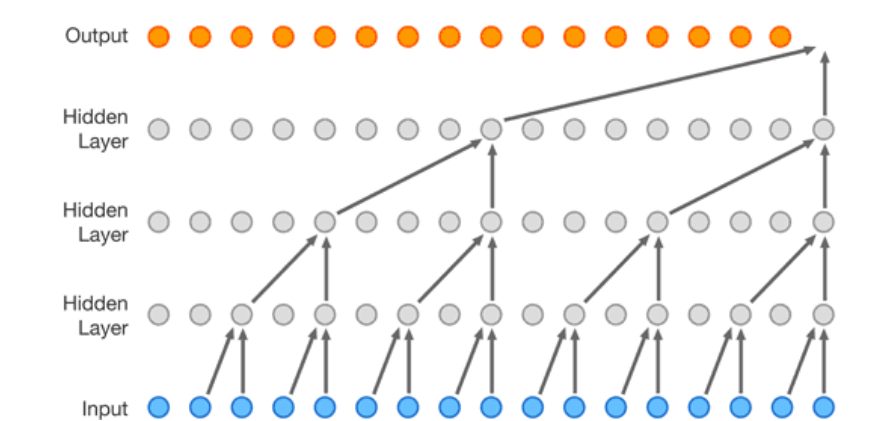 Output
Hidden
Layer
Hidden
Layer
Hidden
Layer
Input